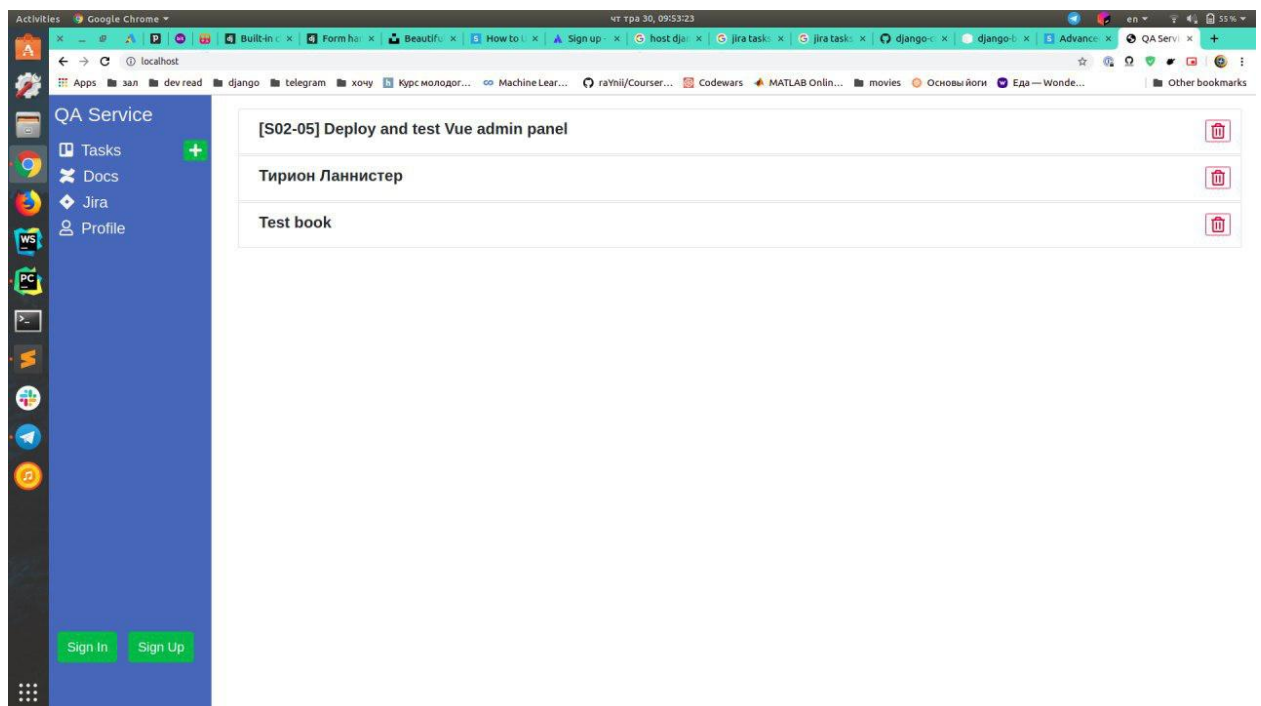 Activities Google Chrome чт тра 30, 09:53:23 en 55 %
Built-in c Form ha Beautifu How to U Sign up - host dja jira task jira task django-c django-b Advance QA Servi
localhost
Apps зал dev read django telegram хочу Курс молодог... Machine Lear... raYnii/Courser... Codewars MATLAB Onlin... movies Основы йоги Еда — Wonde... Other bookmarks
QA Service
Tasks
Docs
Jira
Profile
[S02-05] Deploy and test Vue admin panel
Тирион Ланнистер
Test book
Sign In Sign Up